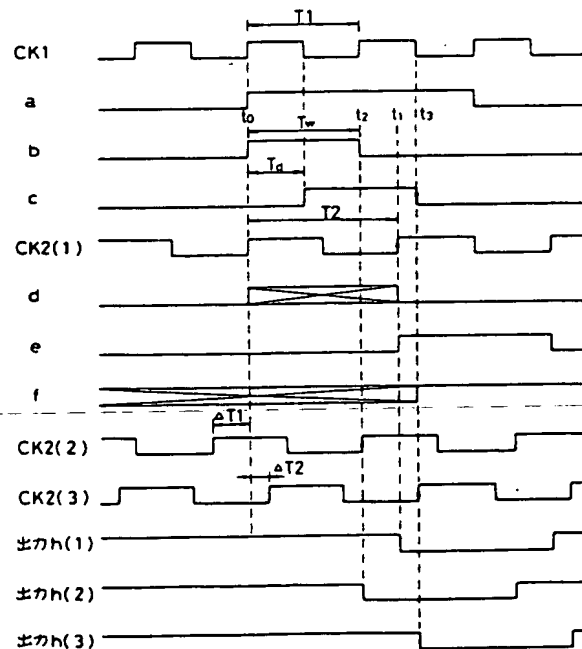 T1
CK1
a
t0 Tw t2 t1 t3
b
Td
c
T2
CK2(1)
d
e
f
ΔT1
CK2(2)
ΔT2
CK2(3)
出力h(1)
出力h(2)
出力h(3)